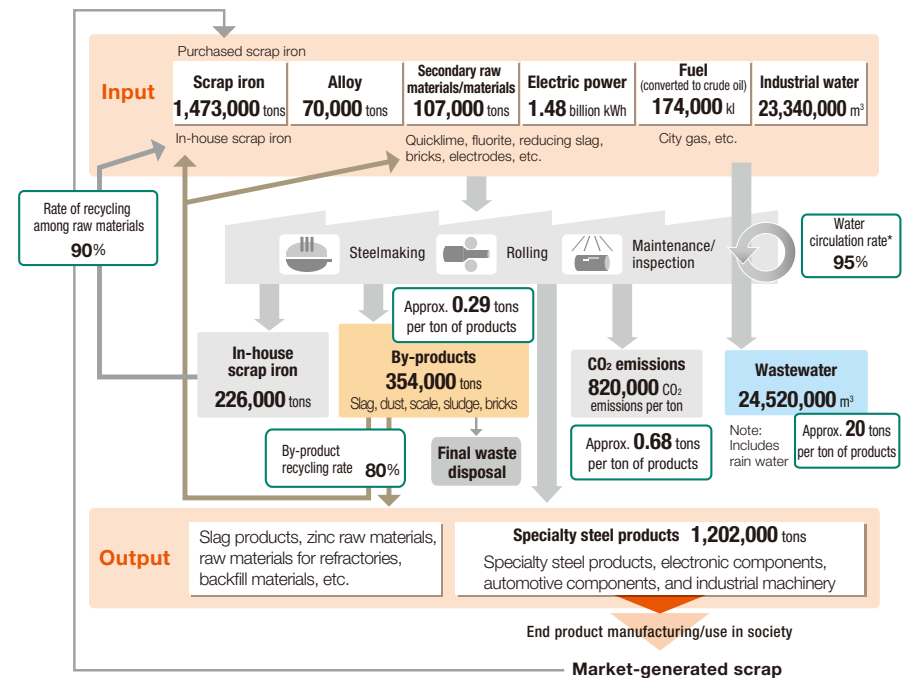 Purchased scrap iron
Input
Scrap iron
1,473,000 tons
Alloy
70,000 tons
Secondary raw
materials/materials
107,000 tons
Electric power
1.48 billion kWh
Fuel
(converted to crude oil)
174,000 kl
Industrial water
23,340,000 m³
In-house scrap iron
Quicklime, fluorite, reducing slag,
bricks, electrodes, etc.
City gas, etc.
Rate of recycling
among raw materials
90%
Steelmaking
Rolling
Maintenance/
inspection
Water
circulation rate*
95%
Approx. 0.29 tons
per ton of products
In-house
scrap iron
226,000 tons
By-products
354,000 tons
Slag, dust, scale, sludge, bricks
CO₂ emissions
820,000 CO₂
emissions per ton
Wastewater
24,520,000 m³
By-product
recycling rate 80%
Final waste
disposal
Approx. 0.68 tons
per ton of products
Note:
Includes
rain water
Approx. 20 tons
per ton of products
Output
Slag products, zinc raw materials,
raw materials for refractories,
backfill materials, etc.
Specialty steel products 1,202,000 tons
Specialty steel products, electronic components,
automotive components, and industrial machinery
End product manufacturing/use in society
Market-generated scrap